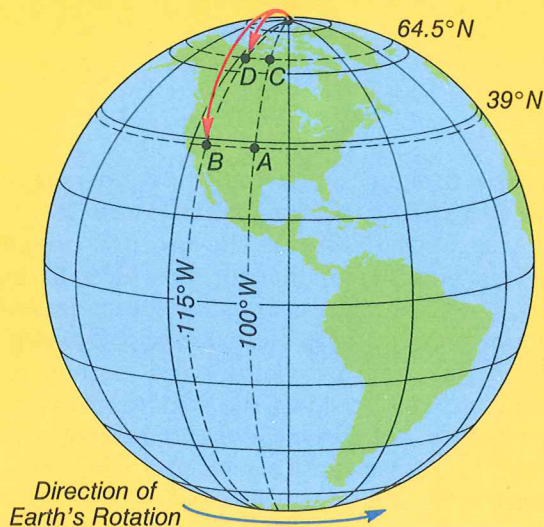 64.5°N
D
C
39°N
B
A
115°W
100°W
Direction of
Earth's Rotation